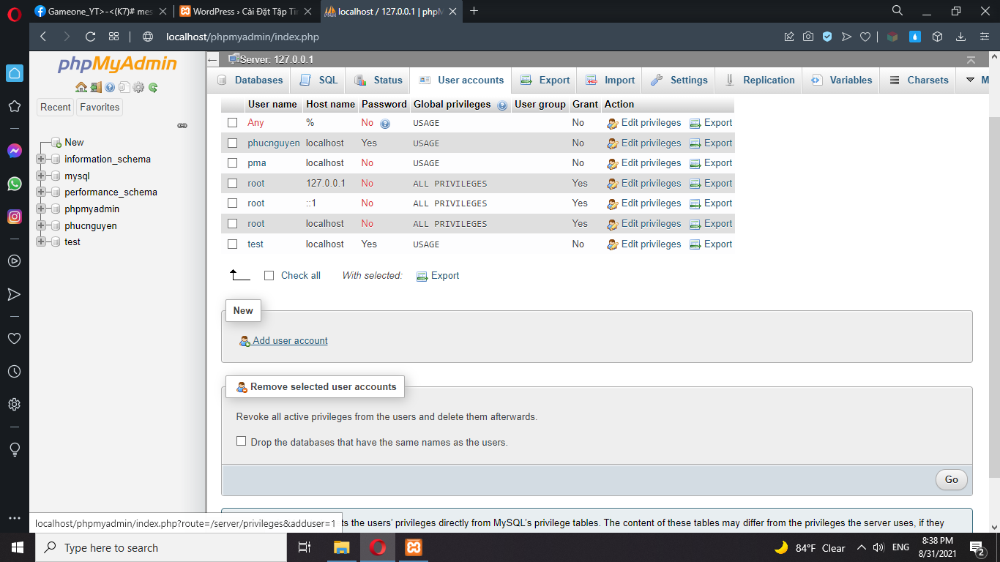 Gameone_YT>-<(K7)# mes
WordPress › Cài Đặt Tập Tin
localhost / 127.0.0.1 | phpM
localhost/phpmyadmin/index.php
phpMyAdmin
Recent
Favorites
New
information_schema
mysql
performance_schema
phpmyadmin
phucnguyen
test
Server: 127.0.0.1
Databases SQL Status User accounts Export Import Settings Replication Variables Charsets M
User name Host name Password Global privileges User group Grant Action
Any % No USAGE No Edit privileges Export
phucnguyen localhost Yes USAGE No Edit privileges Export
pma localhost No USAGE No Edit privileges Export
root 127.0.0.1 No ALL PRIVILEGES Yes Edit privileges Export
root ::1 No ALL PRIVILEGES Yes Edit privileges Export
root localhost No ALL PRIVILEGES Yes Edit privileges Export
test localhost Yes USAGE No Edit privileges Export
Check all With selected: Export
New
Add user account
Remove selected user accounts
Revoke all active privileges from the users and delete them afterwards.
Drop the databases that have the same names as the users.
Go
localhost/phpmyadmin/index.php?route=/server/privileges&adduser=1
ts the users' privileges directly from MySQL's privilege tables. The content of these tables may differ from the privileges the server uses, if they
Type here to search
84°F Clear
ENG
8:38 PM
8/31/2021
2